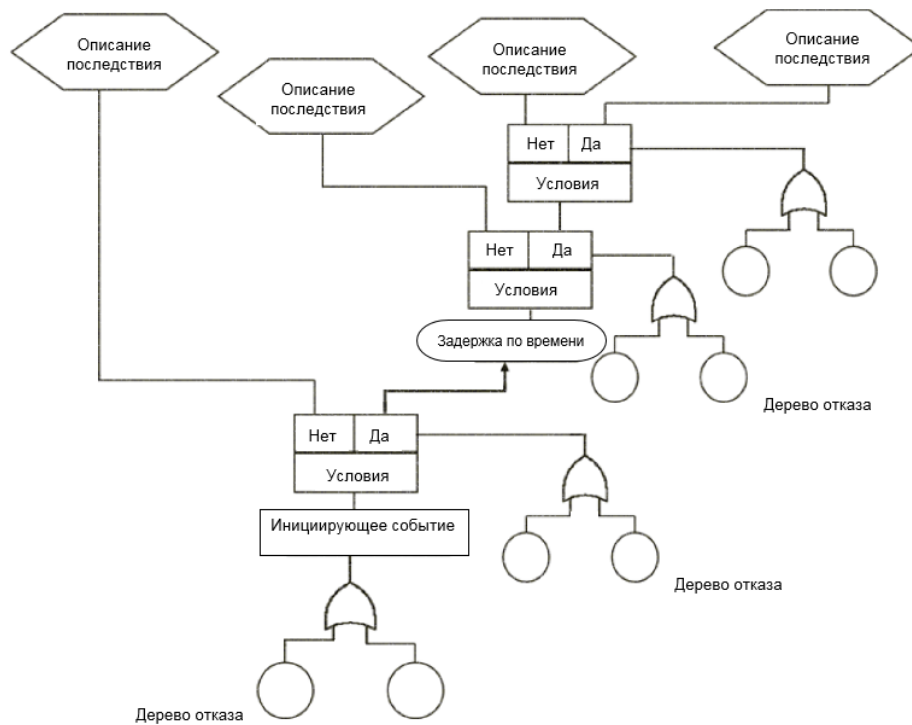 Описание
последствия
Описание
последствия
Описание
последствия
Описание
последствия
Нет Да
Условия
Нет Да
Условия
Задержка по времени
Дерево отказа
Нет Да
Условия
Инициирующее событие
Дерево отказа
Дерево отказа